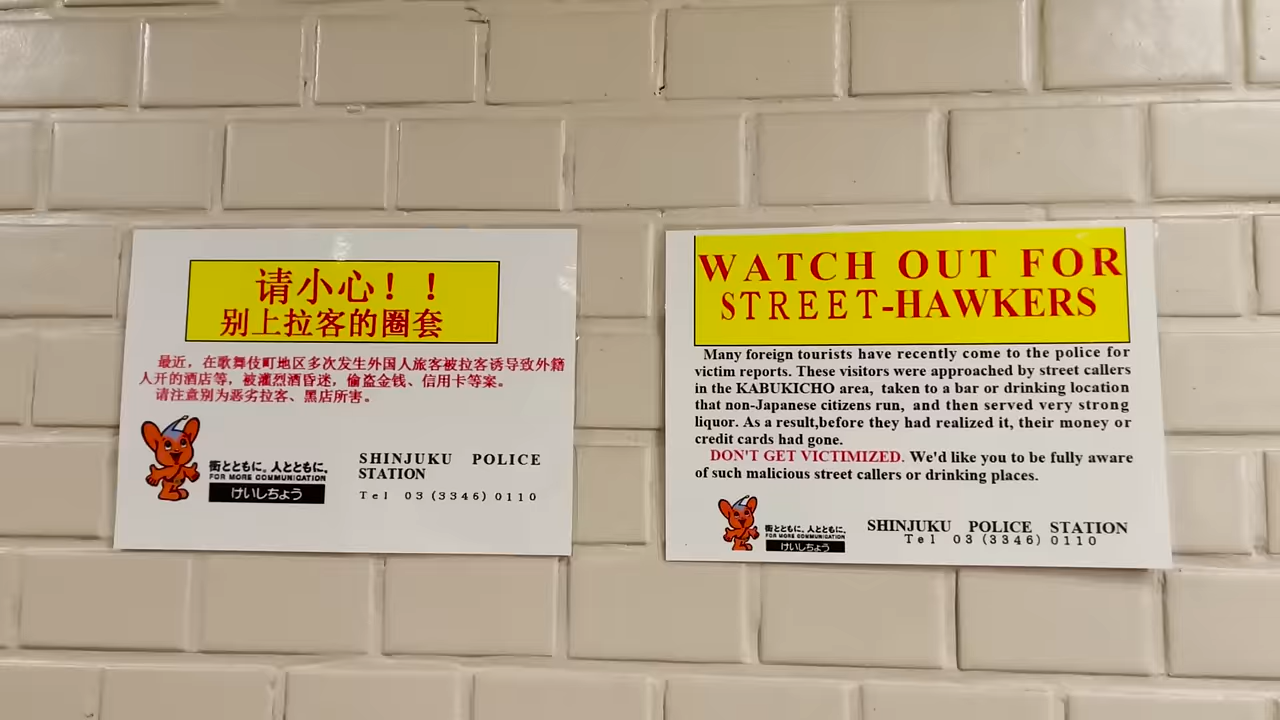 请小心！！
别上拉客的圈套
最近，在歌舞伎町地区多次发生外国人旅客被拉客诱导致外籍
人开的酒店等，被灌烈酒昏迷，偷盗金钱、信用卡等案。
请注意别为恶劣拉客、黑店所害。
街とともに。人とともに。
FOR MORE COMMUNICATION
けいしちょう
SHINJUKU POLICE
STATION
Tel 03(3346)0110
WATCH OUT FOR
STREET-HAWKERS
Many foreign tourists have recently come to the police for
victim reports. These visitors were approached by street callers
in the KABUKICHO area, taken to a bar or drinking location
that non-Japanese citizens run, and then served very strong
liquor. As a result,before they had realized it, their money or
credit cards had gone.
DON'T GET VICTIMIZED. We'd like you to be fully aware
of such malicious street callers or drinking places.
街とともに。人とともに。
FOR MORE COMMUNICATION
けいしちょう
SHINJUKU POLICE STATION
Tel 03(3346)0110